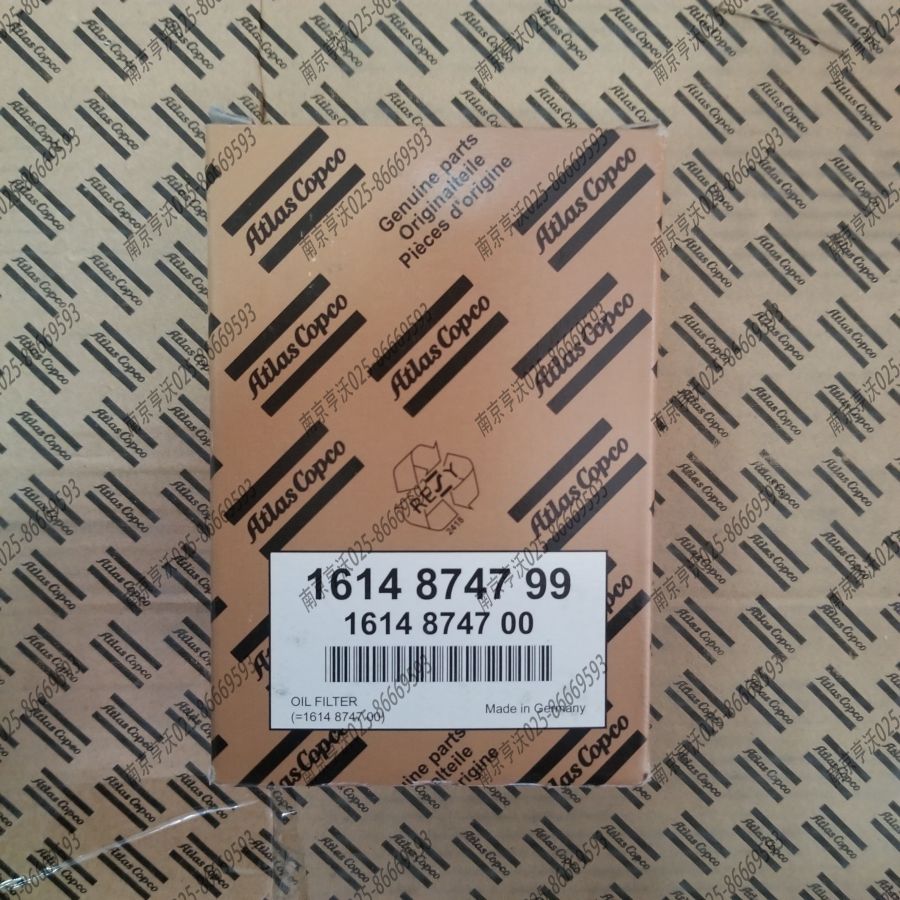 Atlas Copco
Genuine parts
Originalteile
Pièces d'origine
Atlas Copco
Atlas Copco
Atlas Copco
Atlas Copco
Atlas Copco
RESY
2418
Atlas Copco
1614 8747 99
1614 8747 00
OIL FILTER
(=1614 8747 00)
Made in Germany
Atlas Copco
Genuine parts
Originalteile
Atlas Copco
南京亨沃025-86669593